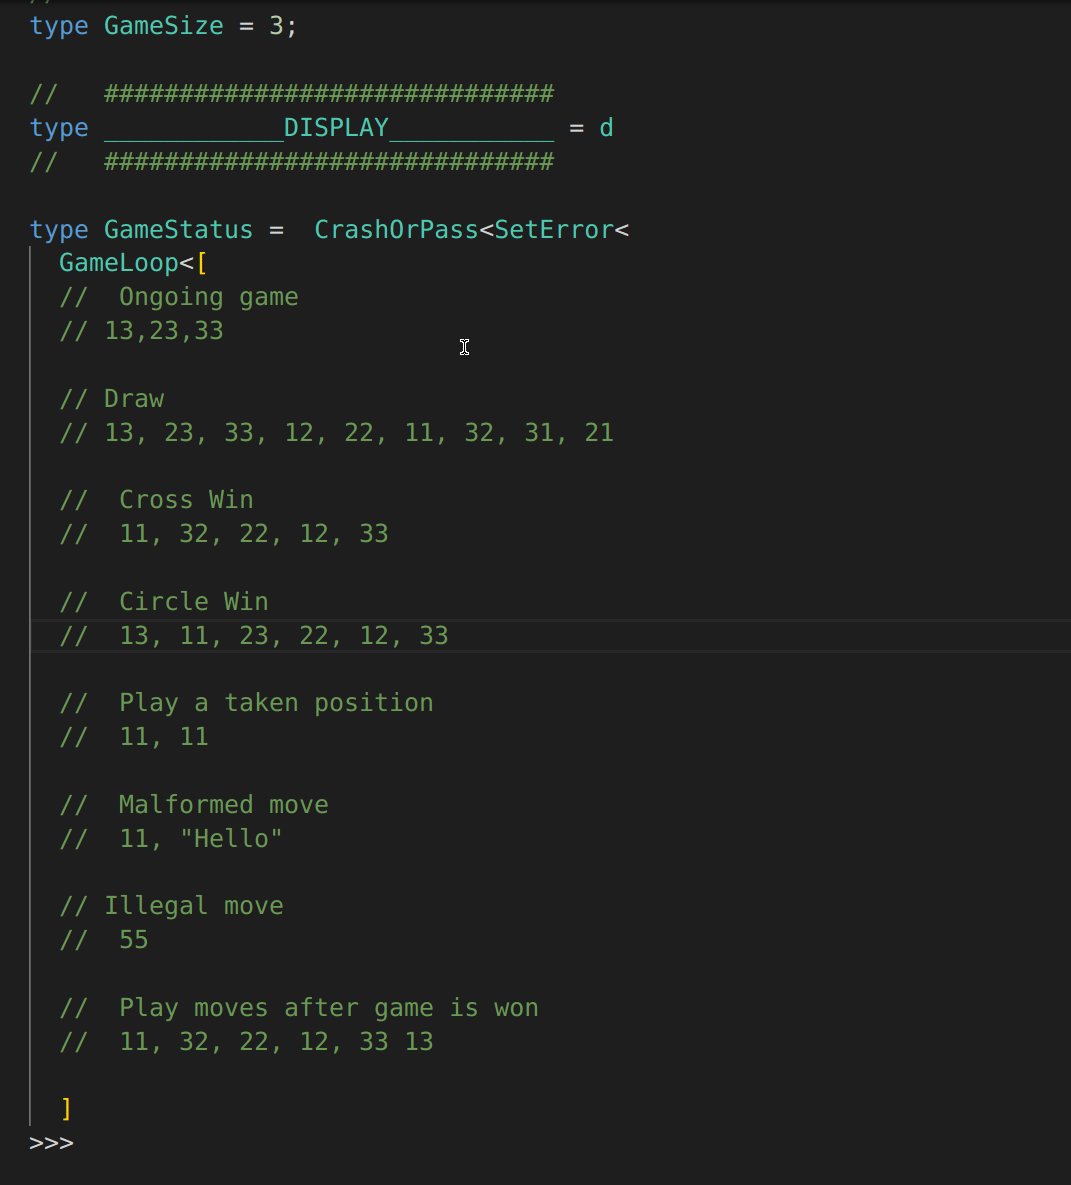 //
type GameSize = 3;
//   ##############################
type ____________DISPLAY___________ = d
//   ##############################
type GameStatus =  CrashOrPass<SetError<
  GameLoop<[
  //  Ongoing game
  // 13,23,33
  // Draw
  // 13, 23, 33, 12, 22, 11, 32, 31, 21
  //  Cross Win
  //  11, 32, 22, 12, 33
  //  Circle Win
  //  13, 11, 23, 22, 12, 33
  //  Play a taken position
  //  11, 11
  //  Malformed move
  //  11, "Hello"
  // Illegal move
  //  55
  //  Play moves after game is won
  //  11, 32, 22, 12, 33 13
  ]
>>>